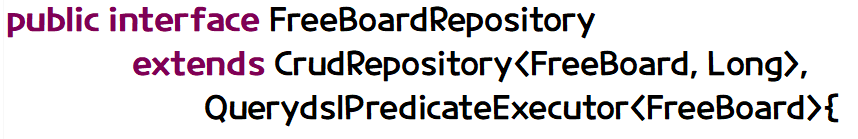 public interface FreeBoardRepository
extends CrudRepository<FreeBoard, Long>,
QuerydslPredicateExecutor<FreeBoard>{